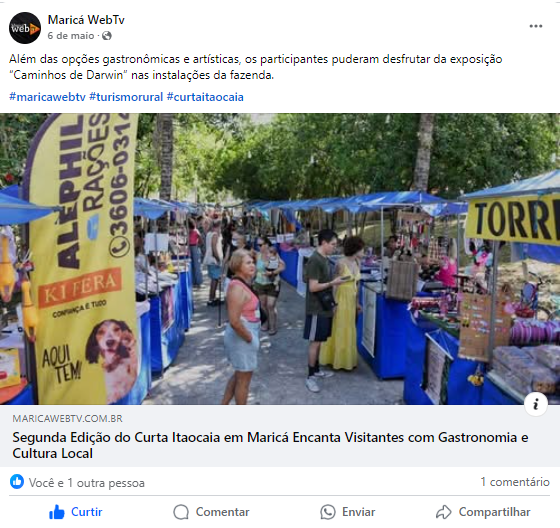 Maricá WebTv
6 de maio
Além das opções gastronômicas e artísticas, os participantes puderam desfrutar da exposição
"Caminhos de Darwin" nas instalações da fazenda.
#maricawebtv #turismorural #curtaitaocaia
ALEPHIL
RAÇÕES
3606-0314
KI FERA
CONFIANÇA É TUDO
AQUI
TEM!
TORRE
MARICAWEBTV.COM.BR
Segunda Edição do Curta Itaocaia em Maricá Encanta Visitantes com Gastronomia e
Cultura Local
Você e 1 outra pessoa
1 comentário
Curtir
Comentar
Enviar
Compartilhar